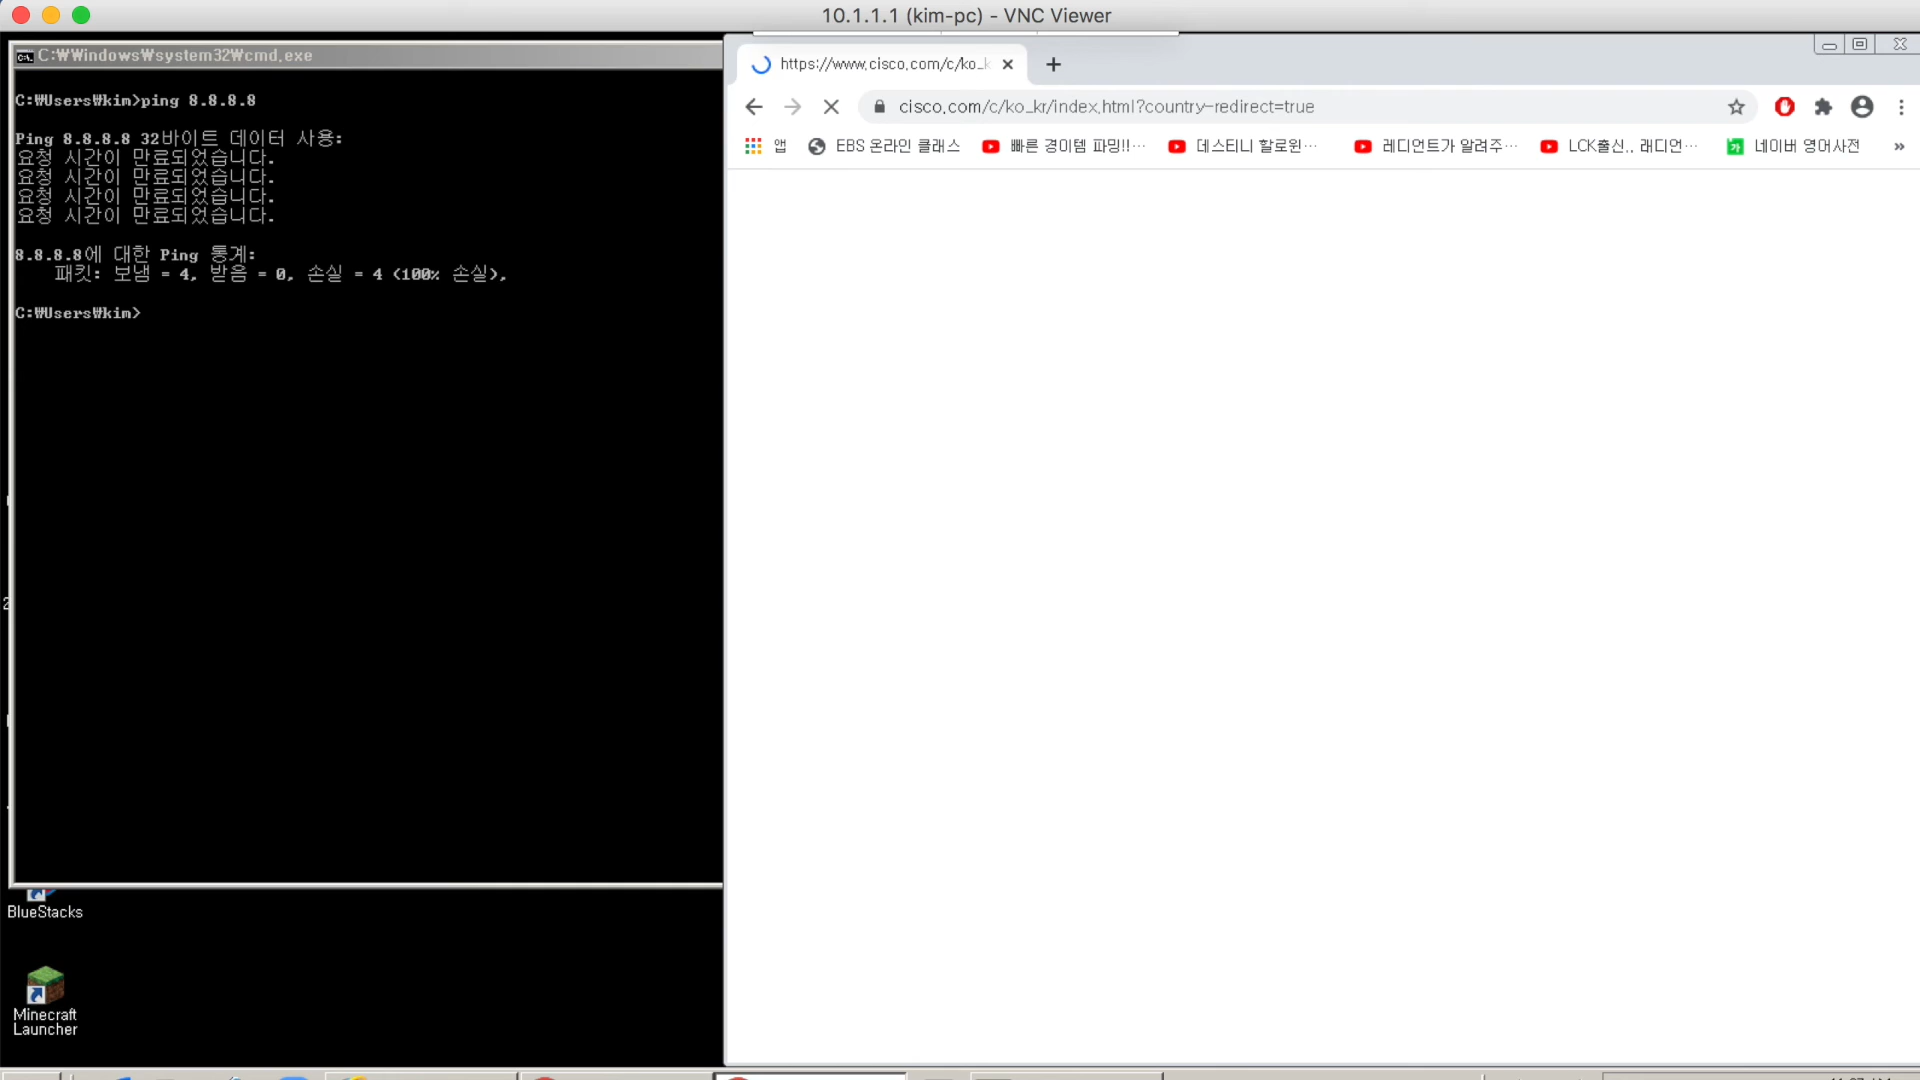 10.1.1.1 (kim-pc) - VNC Viewer
C:₩Windows₩system32₩cmd.exe
C:₩Users₩kim>ping 8.8.8.8
Ping 8.8.8.8 32바이트 데이터 사용:
요청 시간이 만료되었습니다.
요청 시간이 만료되었습니다.
요청 시간이 만료되었습니다.
요청 시간이 만료되었습니다.
8.8.8.8에 대한 Ping 통계:
패킷: 보냄 = 4, 받음 = 0, 손실 = 4 (100% 손실),
C:₩Users₩kim>
BlueStacks
Minecraft
Launcher
https://www.cisco.com/c/ko_k
cisco.com/c/ko_kr/index.html?country-redirect=true
앱 EBS 온라인 클래스 빠른 경이템 파밍!!… 데스티니 할로윈… 레디언트가 알려주… LCK출신.. 래디언… 네이버 영어사전 »